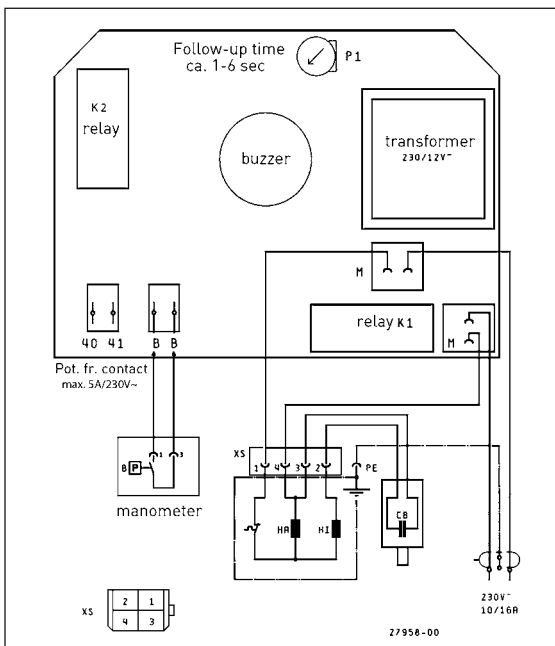 Follow-up time
ca. 1-6 sec
P1
K2
relay
buzzer
transformer
230/12V~
M
relay K1
M
40 41 B B
Pot. fr. contact
max. 5A/230V~
B P 1 3
manometer
XS 1 4 3 2 PE
HA HI CB
230V~
10/16A
XS
2 1
4 3
27958-00